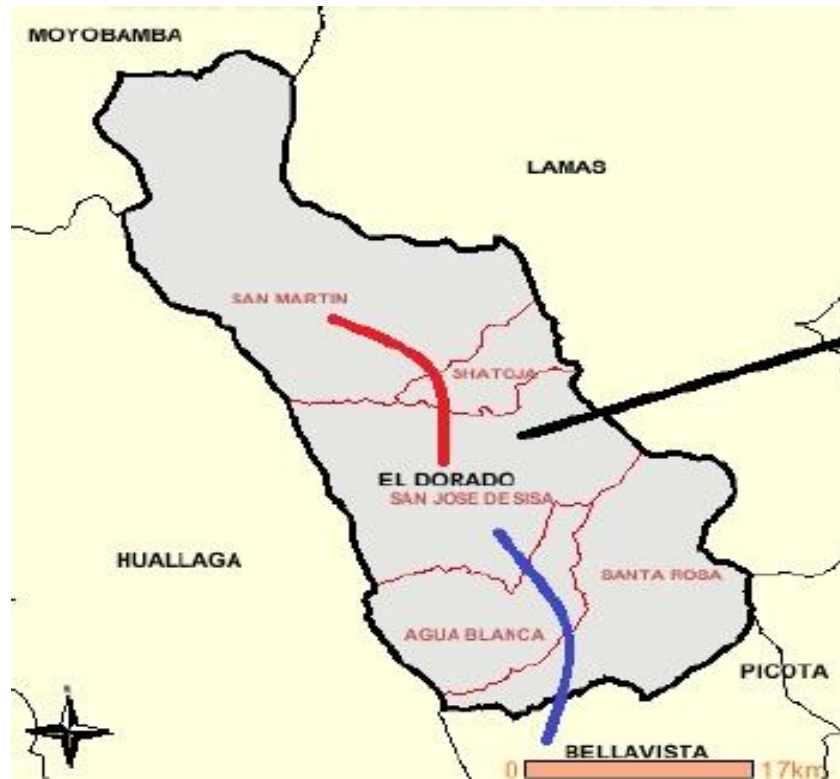 MOYOBAMBA
LAMAS
SAN MARTIN
SHATOJA
EL DORADO
SAN JOSE DE SISA
HUALLAGA
SANTA ROSA
AGUA BLANCA
PICOTA
BELLAVISTA
0 17km